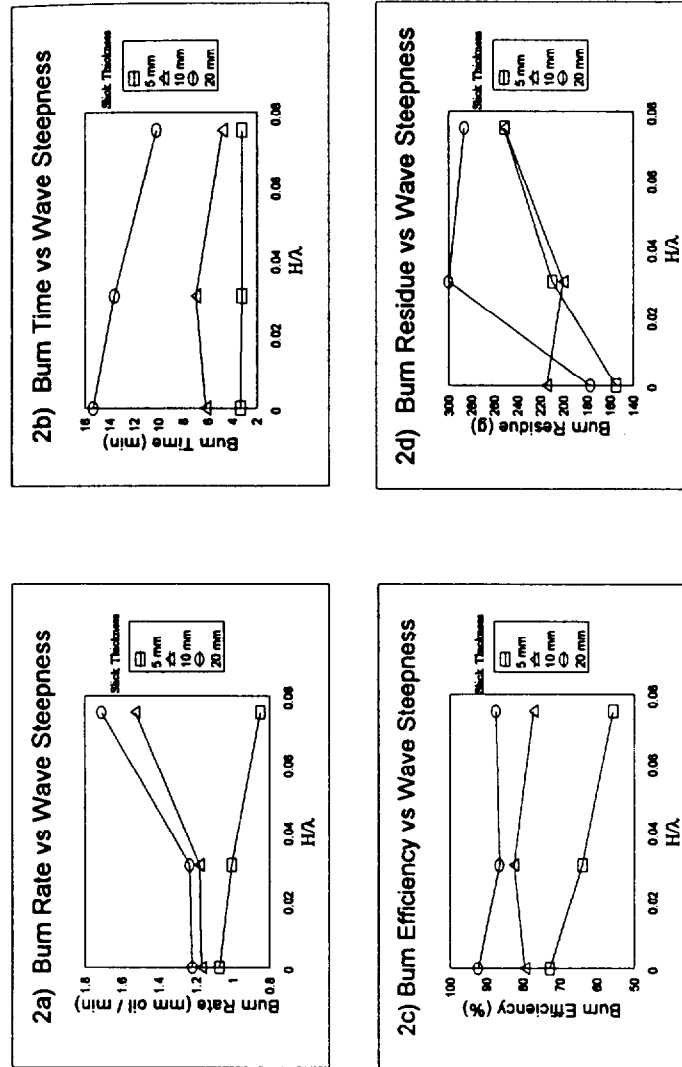 2a) Burn Rate vs Wave Steepness
Burn Rate (mm oil / min)
1.8
1.6
1.4
1.2
1
0.8
0
0.02
0.04
0.06
0.08
H/λ
Slick Thickness
5 mm
10 mm
20 mm
2b) Burn Time vs Wave Steepness
Burn Time (min)
16
14
12
10
8
6
4
2
0
0.02
0.04
0.06
0.08
H/λ
Slick Thickness
5 mm
10 mm
20 mm
2c) Burn Efficiency vs Wave Steepness
Burn Efficiency (%)
100
90
80
70
60
50
0
0.02
0.04
0.06
0.08
H/λ
Slick Thickness
5 mm
10 mm
20 mm
2d) Burn Residue vs Wave Steepness
Burn Residue (g)
300
280
260
240
220
200
180
160
140
0
0.02
0.04
0.06
0.08
H/λ
Slick Thickness
5 mm
10 mm
20 mm